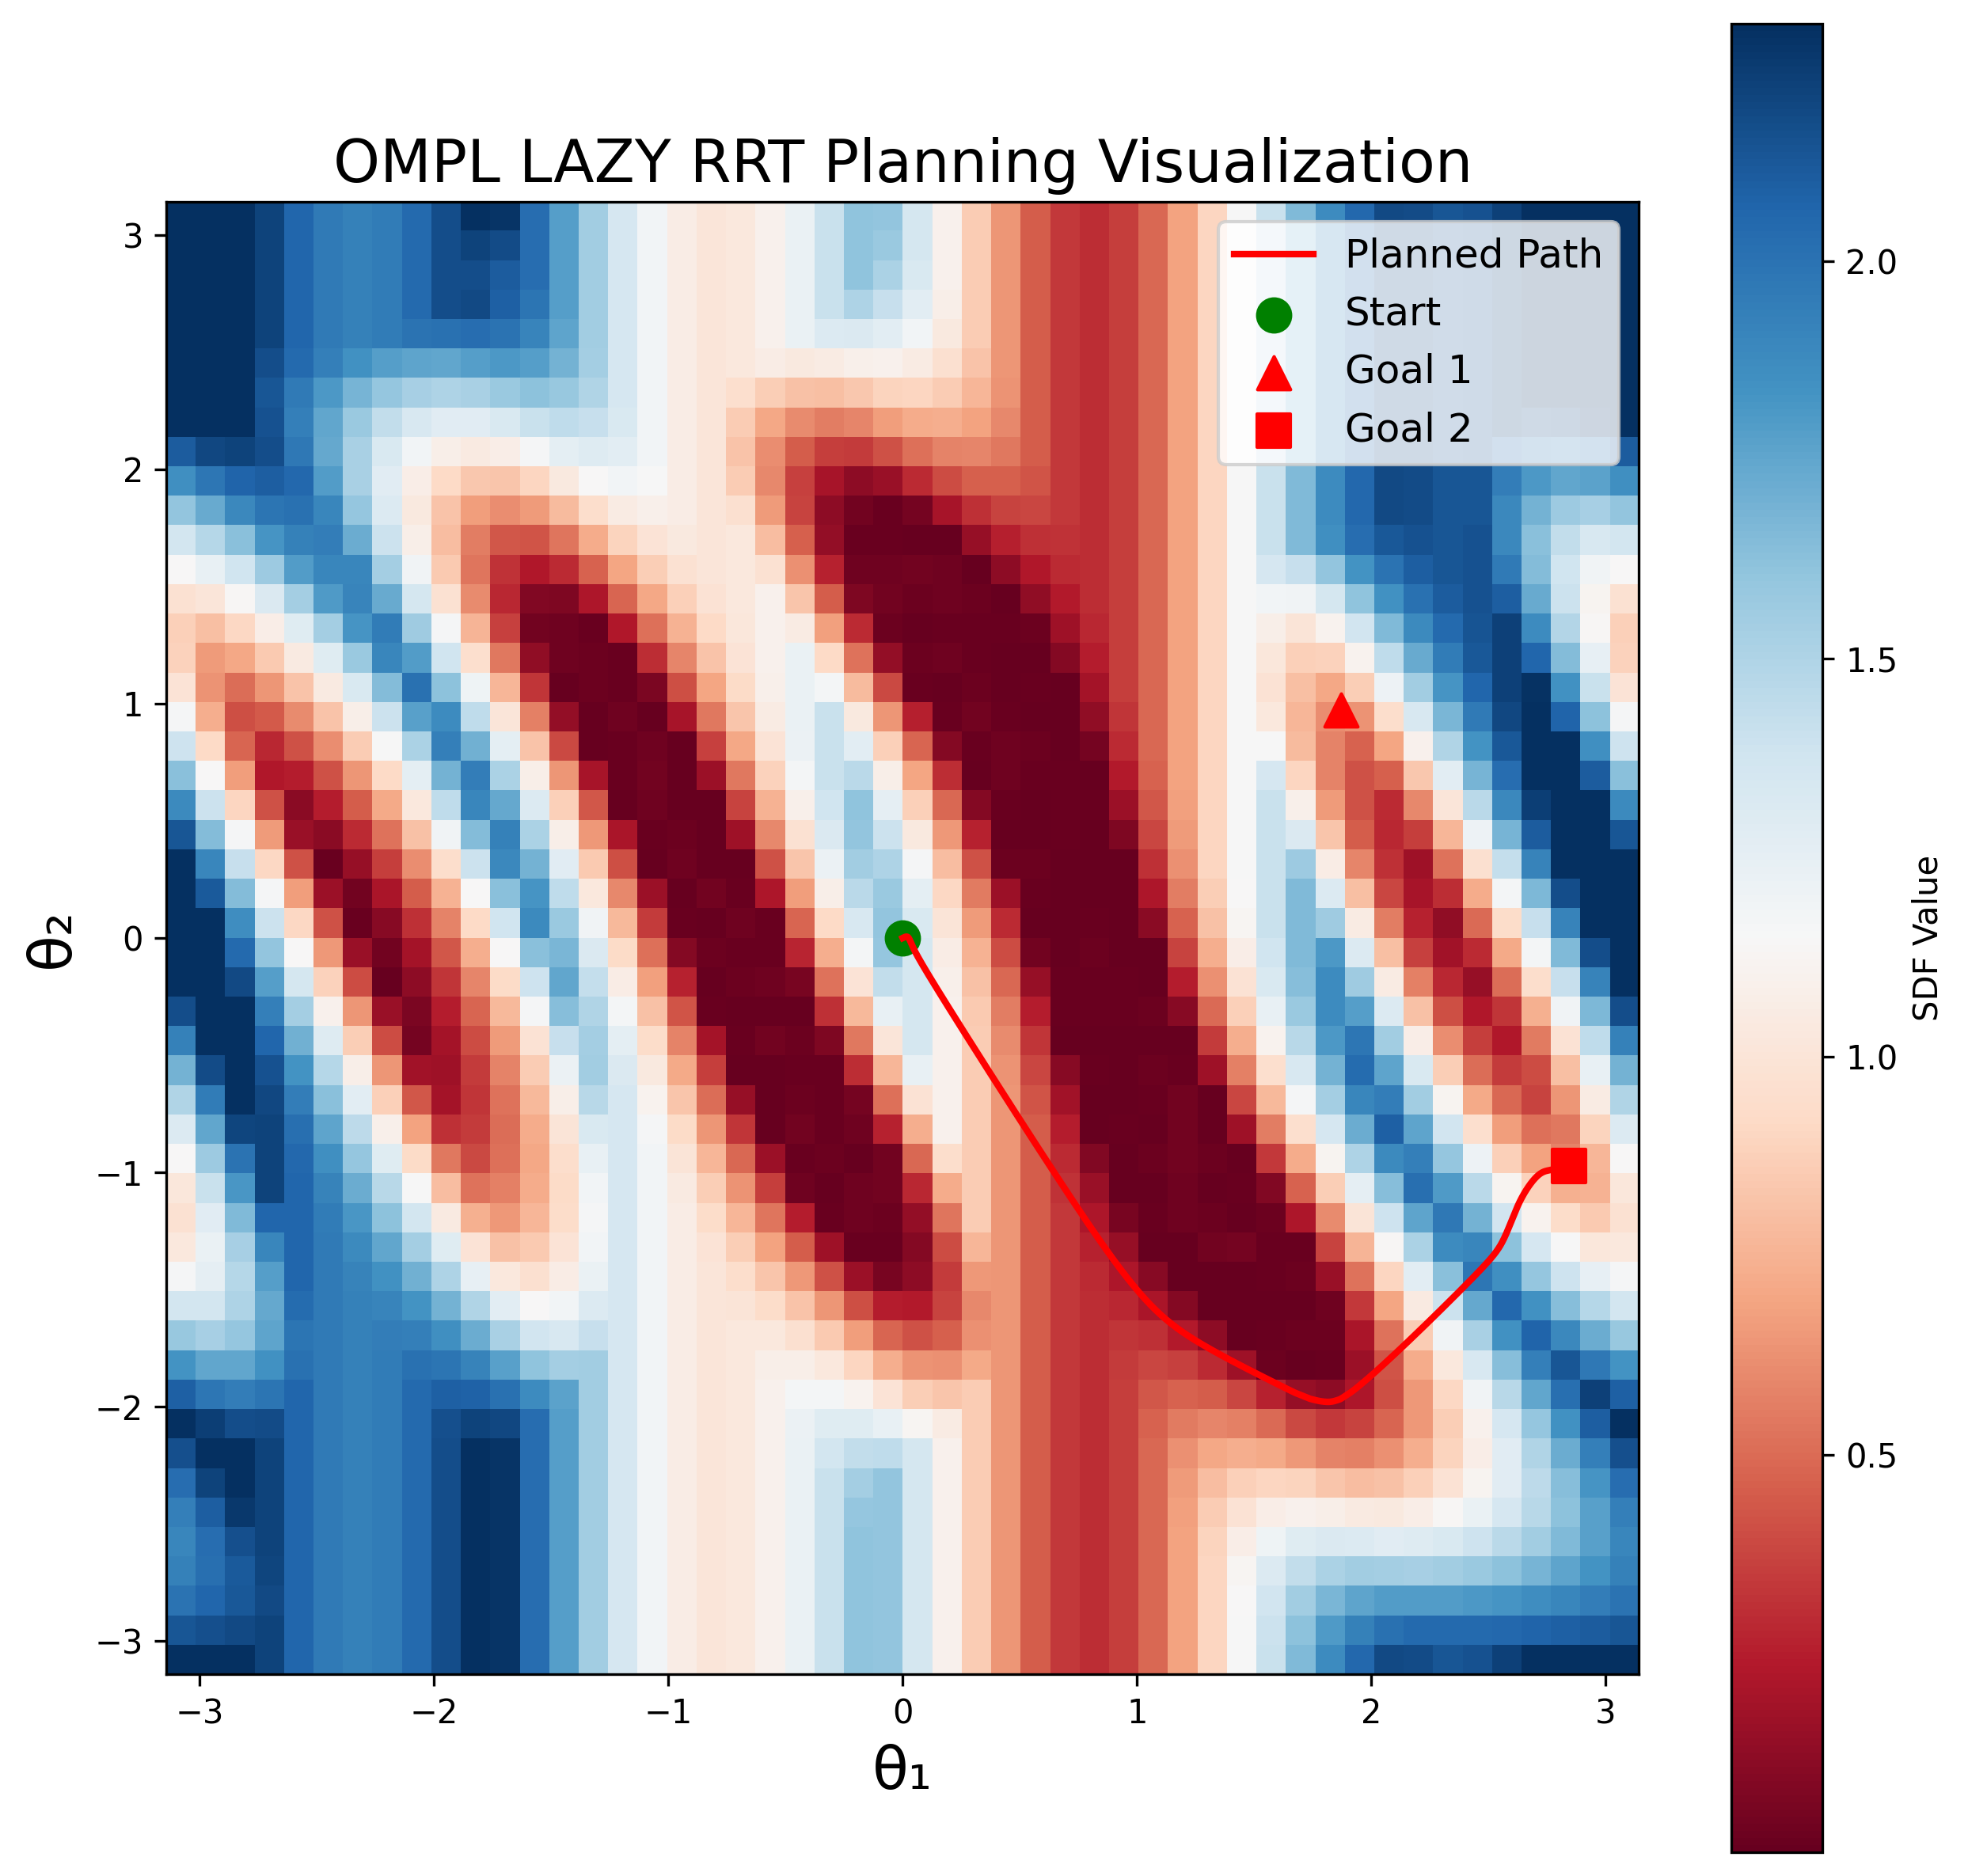 OMPL LAZY RRT Planning Visualization
Planned Path
Start
Goal 1
Goal 2
3
2
1
0
−1
−2
−3
θ₂
−3
−2
−1
0
1
2
3
θ₁
2.0
1.5
1.0
0.5
SDF Value